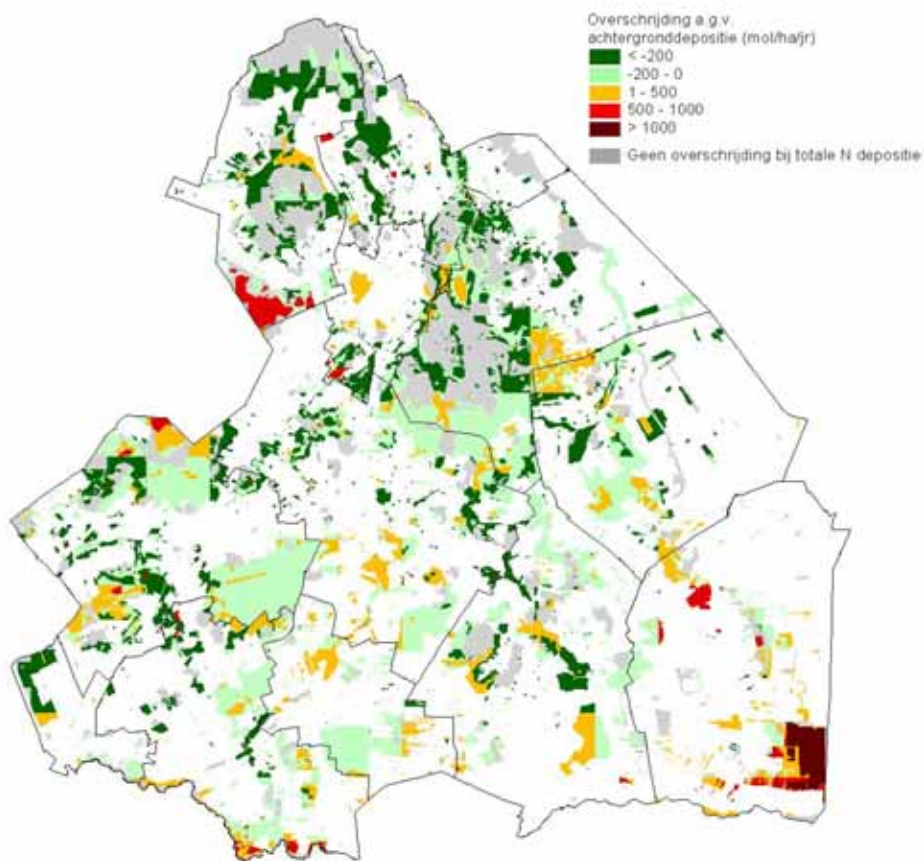 Overschrijding a.g.v.
achtergronddepositie (mol/ha/jr)
< -200
-200 - 0
1 - 500
500 - 1000
> 1000
Geen overschrijding bij totale N depositie